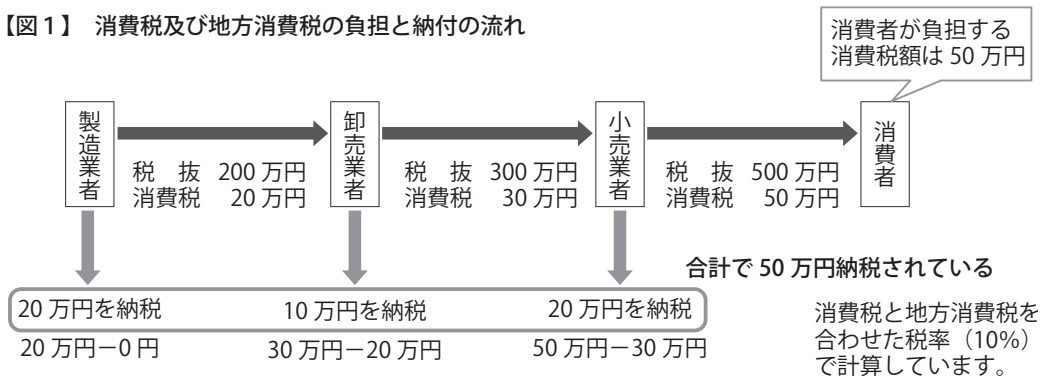 【図1】 消費税及び地方消費税の負担と納付の流れ
消費者が負担する
消費税額は 50 万円
製造業者
卸売業者
小売業者
消費者
税 抜 200 万円
消費税 20 万円
税 抜 300 万円
消費税 30 万円
税 抜 500 万円
消費税 50 万円
合計で 50 万円納税されている
20 万円を納税
10 万円を納税
20 万円を納税
20 万円−0 円
30 万円−20 万円
50 万円−30 万円
消費税と地方消費税を
合わせた税率（10%）
で計算しています。